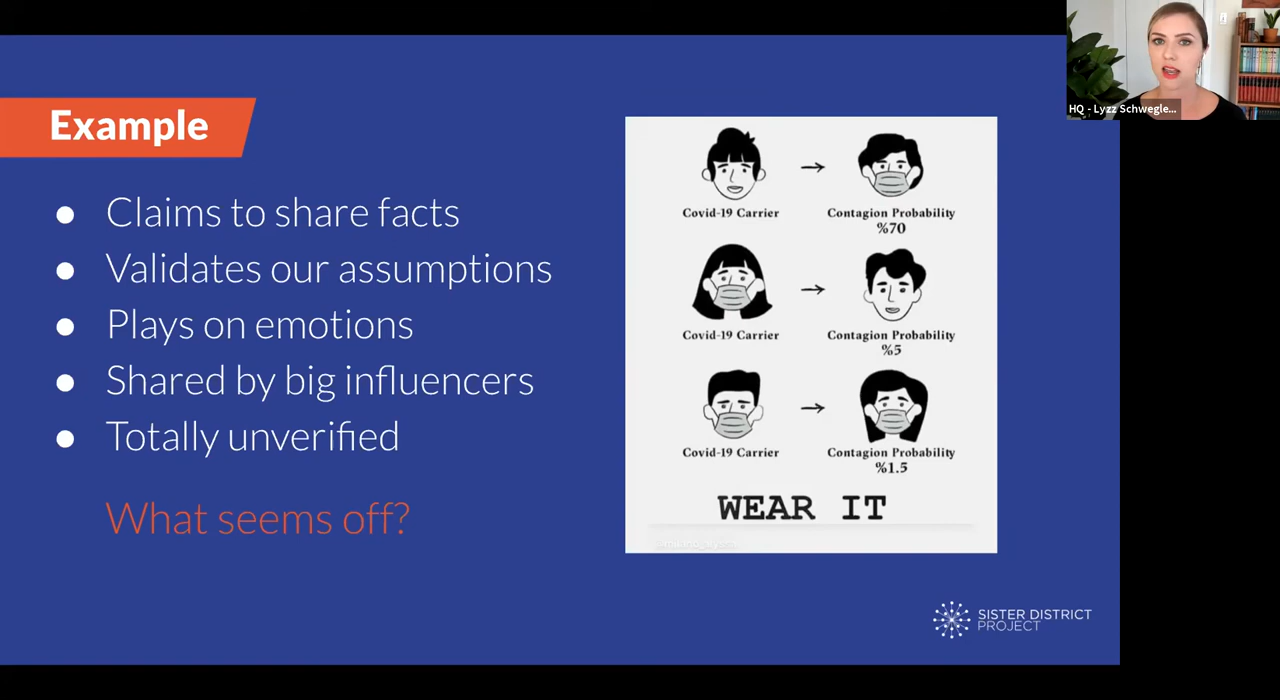 HQ - Lyzz Schwegle...
Example
● Claims to share facts
● Validates our assumptions
● Plays on emotions
● Shared by big influencers
● Totally unverified
What seems off?
Covid-19 Carrier
Contagion Probability
%70
Covid-19 Carrier
Contagion Probability
%5
Covid-19 Carrier
Contagion Probability
%1.5
WEAR IT
SISTER DISTRICT
PROJECT